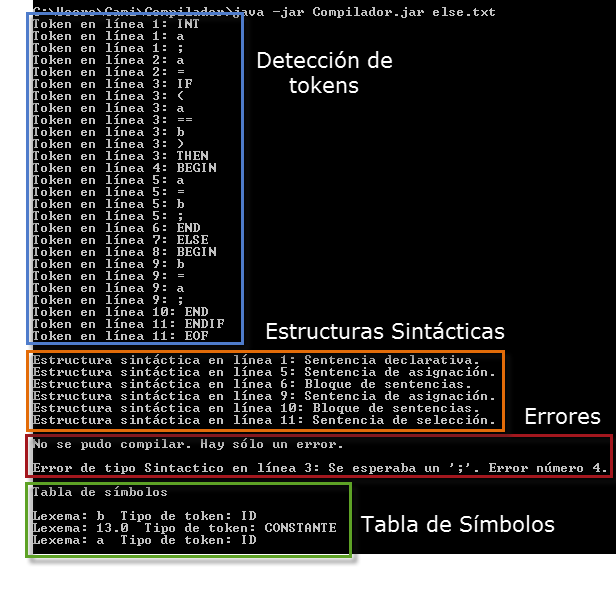 C:\Users\Cami\Compilador>java -jar Compilador.jar else.txt
Token en línea 1: INT
Token en línea 1: a
Token en línea 1: ;
Token en línea 2: a
Token en línea 2: =
Token en línea 3: IF
Token en línea 3: (
Token en línea 3: a
Token en línea 3: ==
Token en línea 3: b
Token en línea 3: )
Token en línea 3: THEN
Token en línea 4: BEGIN
Token en línea 5: a
Token en línea 5: =
Token en línea 5: b
Token en línea 5: ;
Token en línea 6: END
Token en línea 7: ELSE
Token en línea 8: BEGIN
Token en línea 9: b
Token en línea 9: =
Token en línea 9: a
Token en línea 9: ;
Token en línea 10: END
Token en línea 11: ENDIF
Token en línea 11: EOF
Detección de
tokens
Estructuras Sintácticas
Estructura sintáctica en línea 1: Sentencia declarativa.
Estructura sintáctica en línea 5: Sentencia de asignación.
Estructura sintáctica en línea 6: Bloque de sentencias.
Estructura sintáctica en línea 9: Sentencia de asignación.
Estructura sintáctica en línea 10: Bloque de sentencias.
Estructura sintáctica en línea 11: Sentencia de selección.
Errores
No se pudo compilar. Hay sólo un error.
Error de tipo Sintactico en línea 3: Se esperaba un ';'. Error número 4.
Tabla de símbolos
Lexema: b Tipo de token: ID
Lexema: 13.0 Tipo de token: CONSTANTE
Lexema: a Tipo de token: ID
Tabla de Símbolos